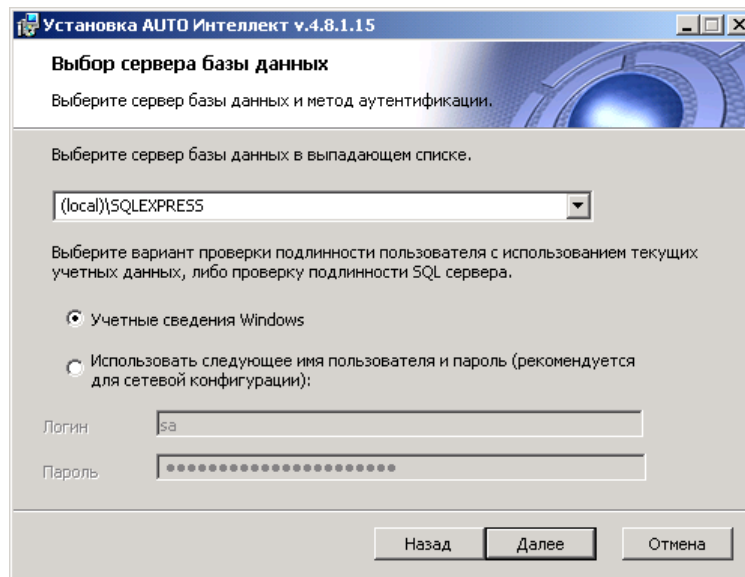 Установка AUTO Интеллект v.4.8.1.15
Выбор сервера базы данных
Выберите сервер базы данных и метод аутентификации.
Выберите сервер базы данных в выпадающем списке.
(local)\SQLEXPRESS
Выберите вариант проверки подлинности пользователя с использованием текущих
учетных данных, либо проверку подлинности SQL сервера.
Учетные сведения Windows
Использовать следующее имя пользователя и пароль (рекомендуется
для сетевой конфигурации):
Логин
sa
Пароль
Назад
Далее
Отмена